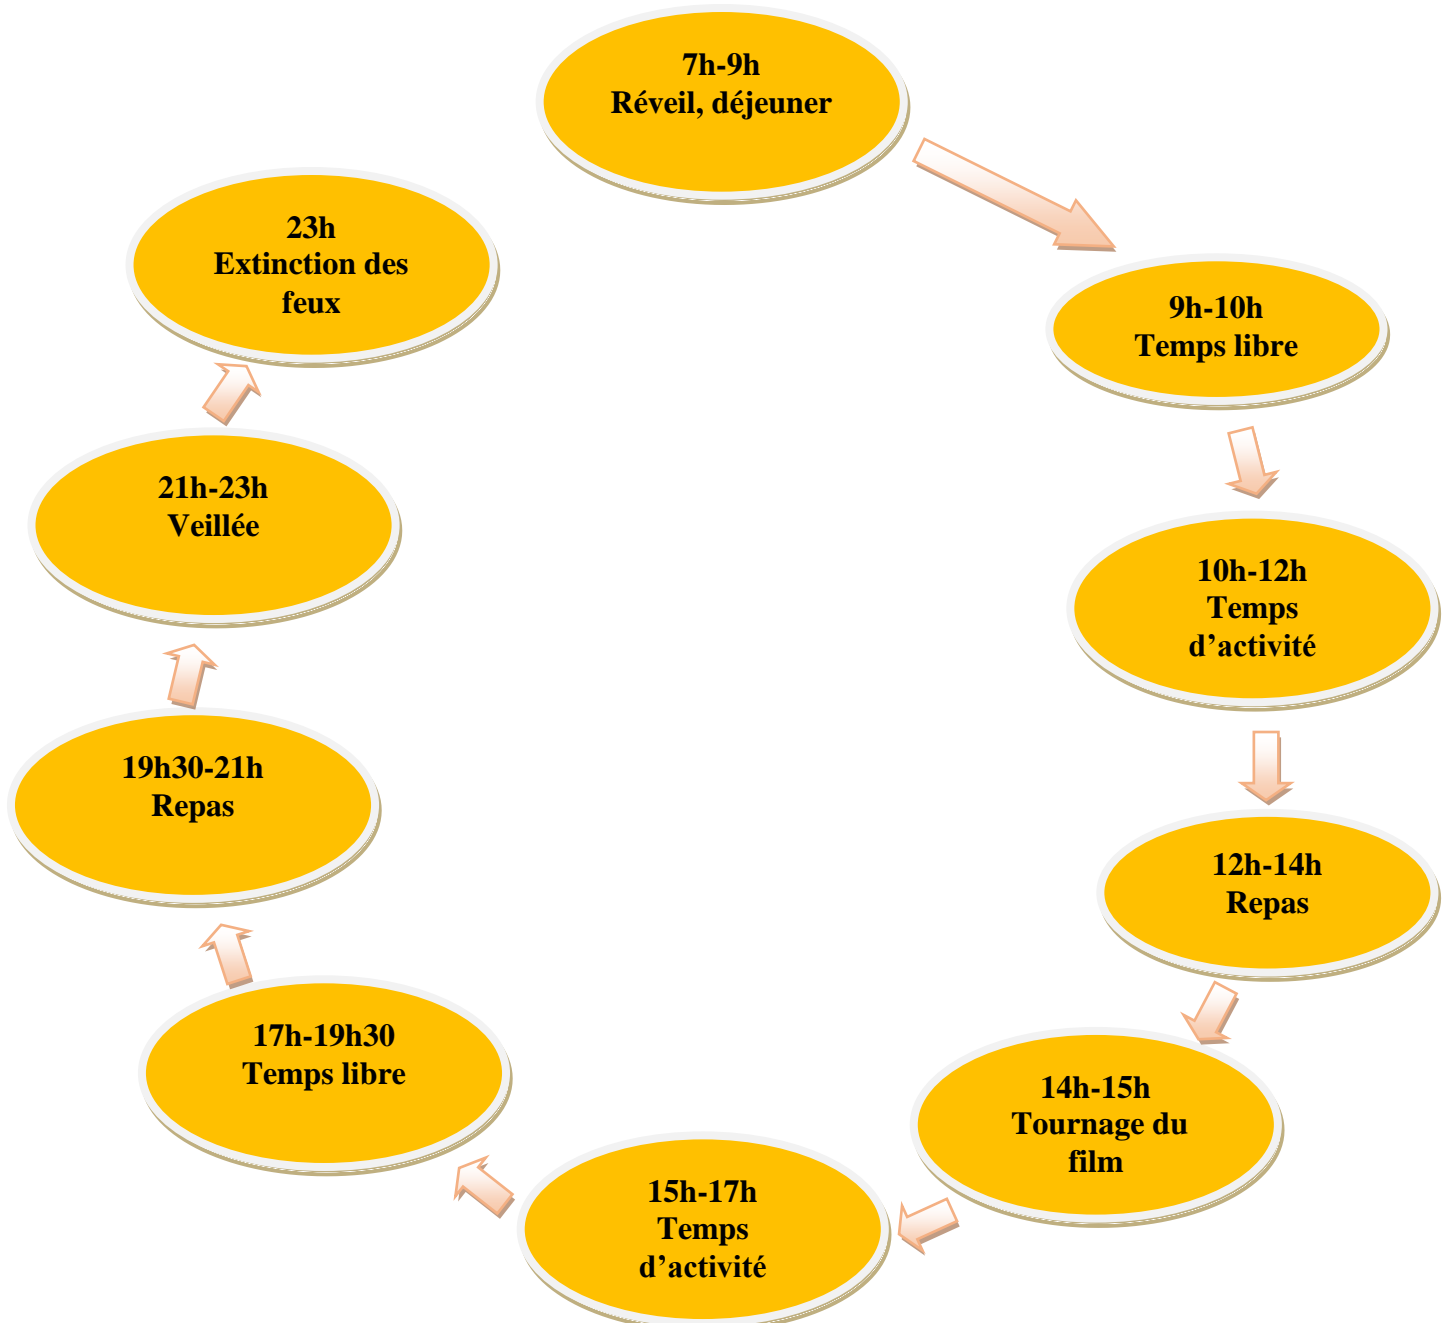 7h-9h
Réveil, déjeuner
9h-10h
Temps libre
10h-12h
Temps
d’activité
12h-14h
Repas
14h-15h
Tournage du
film
15h-17h
Temps
d’activité
17h-19h30
Temps libre
19h30-21h
Repas
21h-23h
Veillée
23h
Extinction des
feux